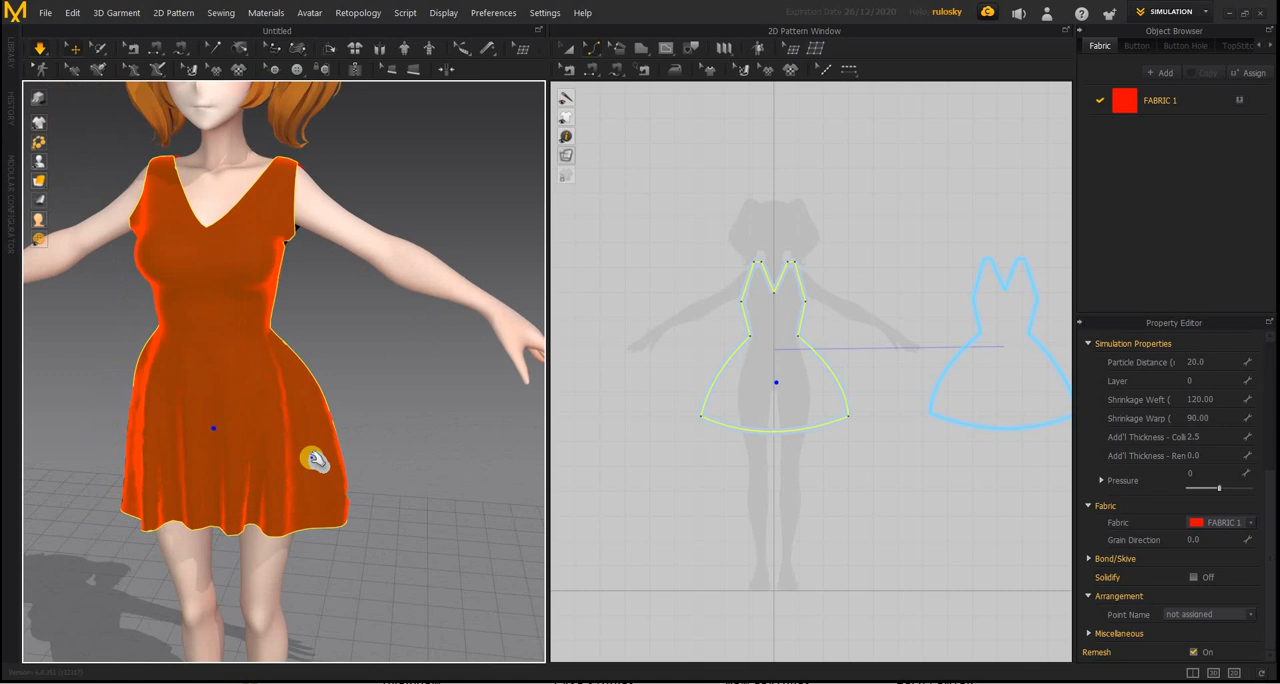 File Edit 3D Garment 2D Pattern Sewing Materials Avatar Retopology Script Display Preferences Settings Help
Expiration Date 26/12/2020 Hello, rulosky SIMULATION
Untitled 2D Pattern Window Object Browser
Fabric Button Button Hole TopStitc
+ Add Copy Assign
FABRIC 1
LIBRARY
HISTORY
MODULAR CONFIGURATOR
Property Editor
Simulation Properties
Particle Distance ( 20.0
Layer 0
Shrinkage Weft ( 120.00
Shrinkage Warp ( 90.00
Add'l Thickness - Colli 2.5
Add'l Thickness - Ren 0.0
Pressure 0
Fabric
Fabric FABRIC 1
Grain Direction 0.0
Bond/Skive
Solidify Off
Arrangement
Point Name not assigned
Miscellaneous
Remesh On
3D 2D